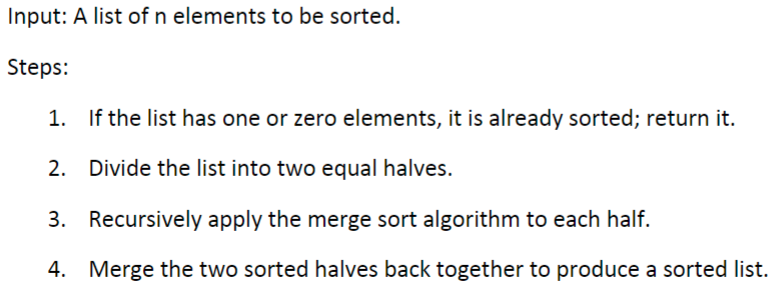 Input: A list of n elements to be sorted.
Steps:
1. If the list has one or zero elements, it is already sorted; return it.
2. Divide the list into two equal halves.
3. Recursively apply the merge sort algorithm to each half.
4. Merge the two sorted halves back together to produce a sorted list.